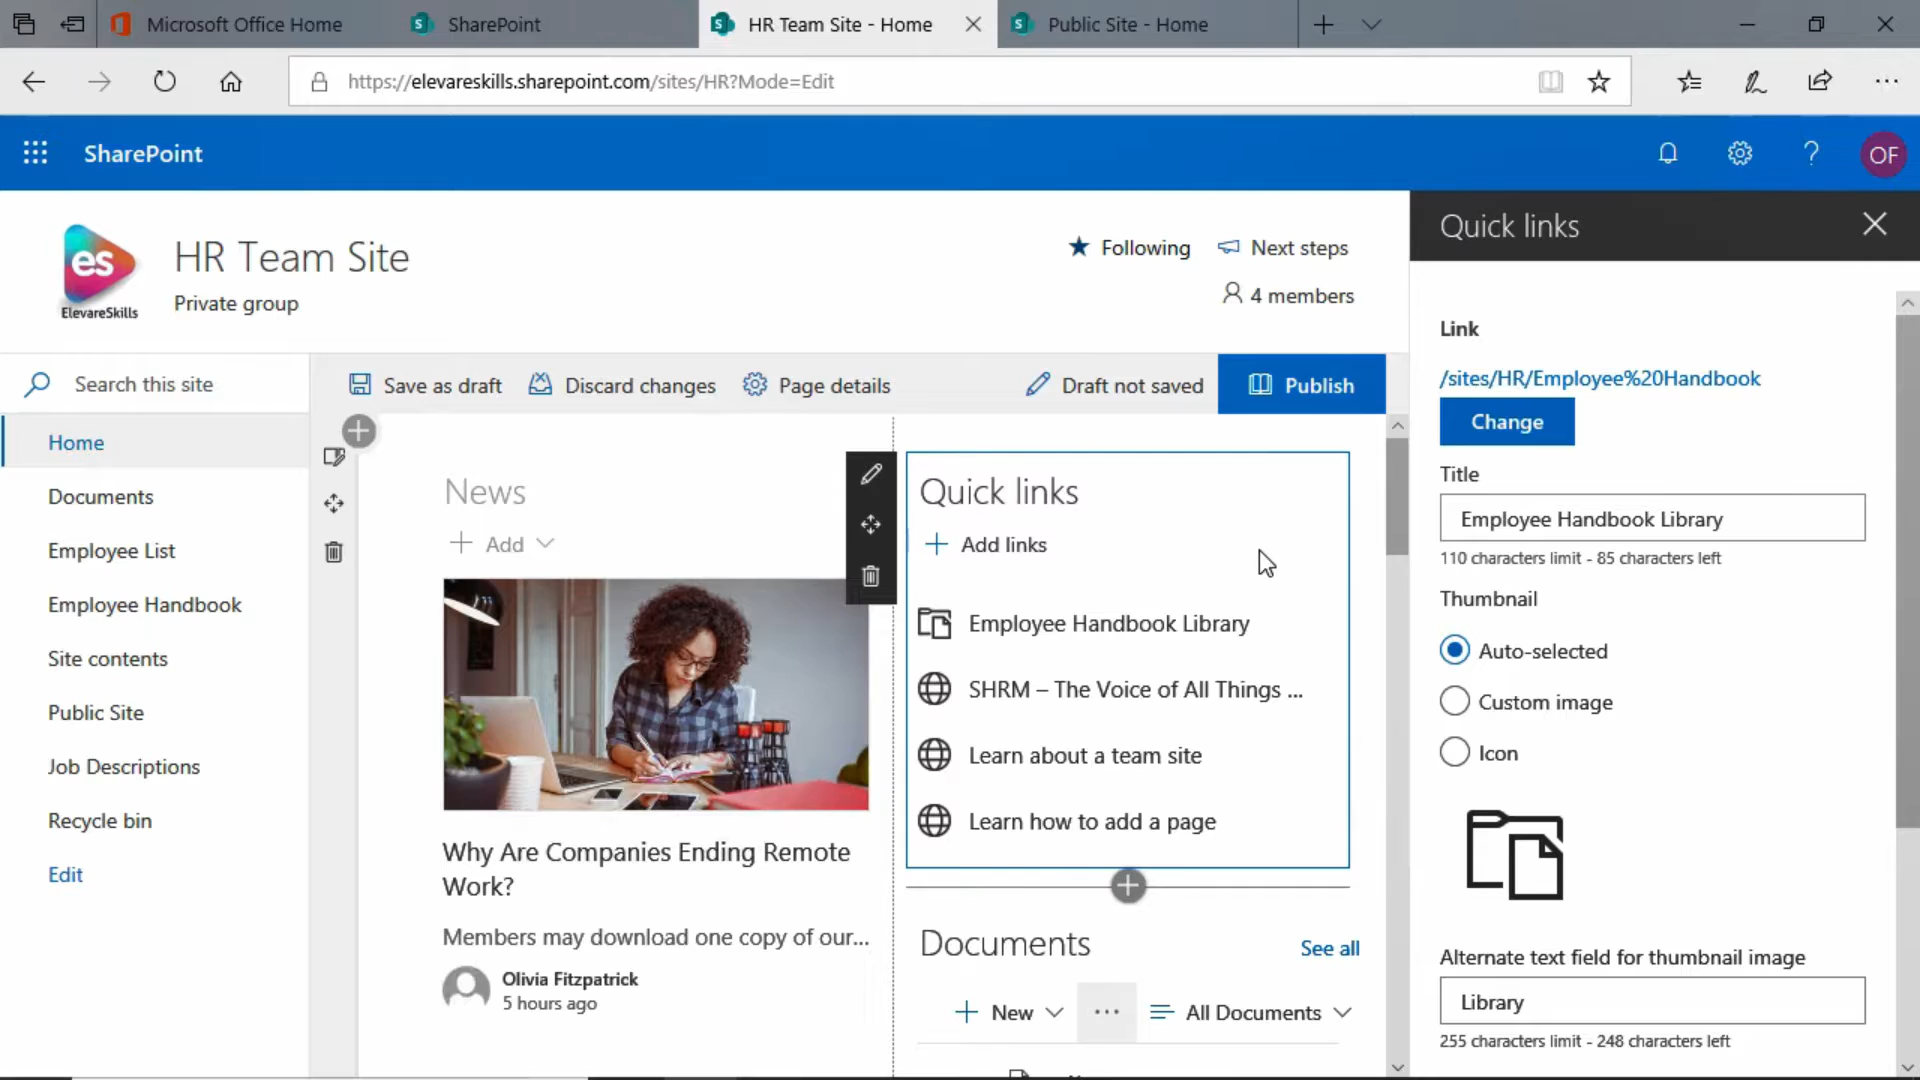 Microsoft Office Home
SharePoint
HR Team Site - Home
Public Site - Home
https://elevareskills.sharepoint.com/sites/HR?Mode=Edit
SharePoint
OF
es
ElevareSkills
HR Team Site
Private group
Following
Next steps
4 members
Search this site
Home
Documents
Employee List
Employee Handbook
Site contents
Public Site
Job Descriptions
Recycle bin
Edit
Save as draft
Discard changes
Page details
Draft not saved
Publish
News
Add
Why Are Companies Ending Remote
Work?
Members may download one copy of our...
Olivia Fitzpatrick
5 hours ago
Quick links
Add links
Employee Handbook Library
SHRM – The Voice of All Things ...
Learn about a team site
Learn how to add a page
Documents
See all
New
All Documents
Quick links
Link
/sites/HR/Employee%20Handbook
Change
Title
Employee Handbook Library
110 characters limit - 85 characters left
Thumbnail
Auto-selected
Custom image
Icon
Alternate text field for thumbnail image
Library
255 characters limit - 248 characters left